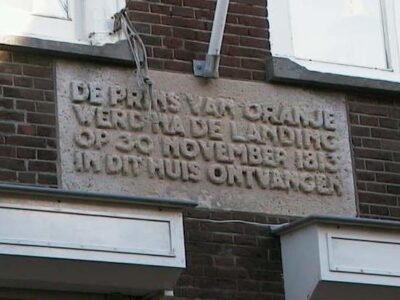 DE PRINS VAN ORANJE
WERD NA DE LANDING
OP 30 NOVEMBER 1813
IN DIT HUIS ONTVANGEN